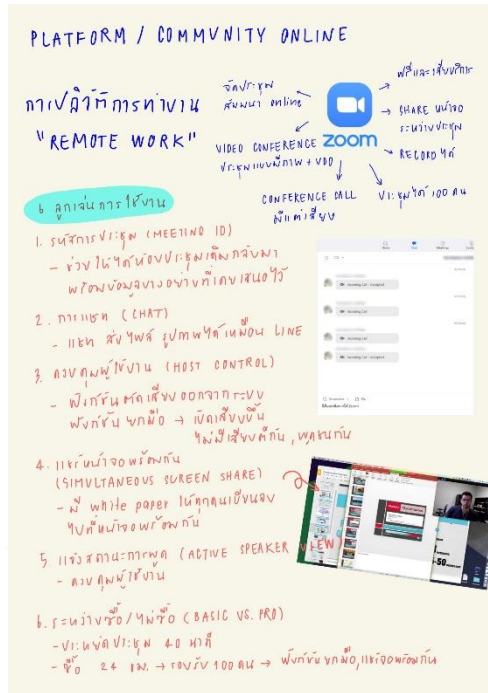 PLATFORM / COMMUNITY ONLINE
การปฏิวัติการทำงาน
"REMOTE WORK"
จัดประชุม
สัมมนา online
VIDEO CONFERENCE
ประชุมแบบมีภาพ + VDO
CONFERENCE CALL
มีแต่เสียง
zoom
ฟรีและเสียบริการ
SHARE หน้าจอ
ระหว่างประชุม
RECORD ได้
ประชุมได้ 100 คน
6 ลูกเล่นการใช้งาน
1. รหัสการประชุม (MEETING ID)
- ช่วยให้ได้ห้องประชุมเดิมกลับมา
พร้อมข้อมูลบางอย่างที่เคยเสนอไว้
2. การแชท (CHAT)
- แชท ส่งไฟล์ รูปภาพได้เหมือน LINE
3. ควบคุมผู้ใช้งาน (HOST CONTROL)
- ฟังก์ชันตัดเสียงออกจากระบบ
ฟังก์ชันยกมือ → เปิดเสียงขึ้น
ไม่มีเสียงตีกัน, พูดชนกัน
4. แชร์หน้าจอพร้อมกัน
(SIMULTANEOUS SCREEN SHARE)
- มี white paper ให้ทุกคนเขียนลง
ไปที่หน้าจอพร้อมกัน
5. แจ้งสถานะการพูด (ACTIVE SPEAKER VIEW)
- ควบคุมผู้ใช้งาน
6. ระหว่างซื้อ/ไม่ซื้อ (BASIC VS. PRO)
- ประหยัดประชุม 40 นาที
- ซื้อ 24 ชม. → รองรับ 100 คน → ฟังก์ชันยกมือ, แชร์จอพร้อมกัน